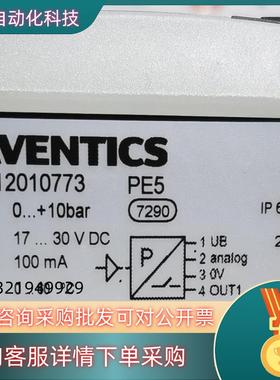 自动化科技
AVENTICS
12010773 PE5
0...+10bar 7290 IP 6
17 ... 30 V DC 1 UB
100 mA P 2 analog
3 0V
4 OUT1
咨询采购批发可对公开票
客服详情下单采购